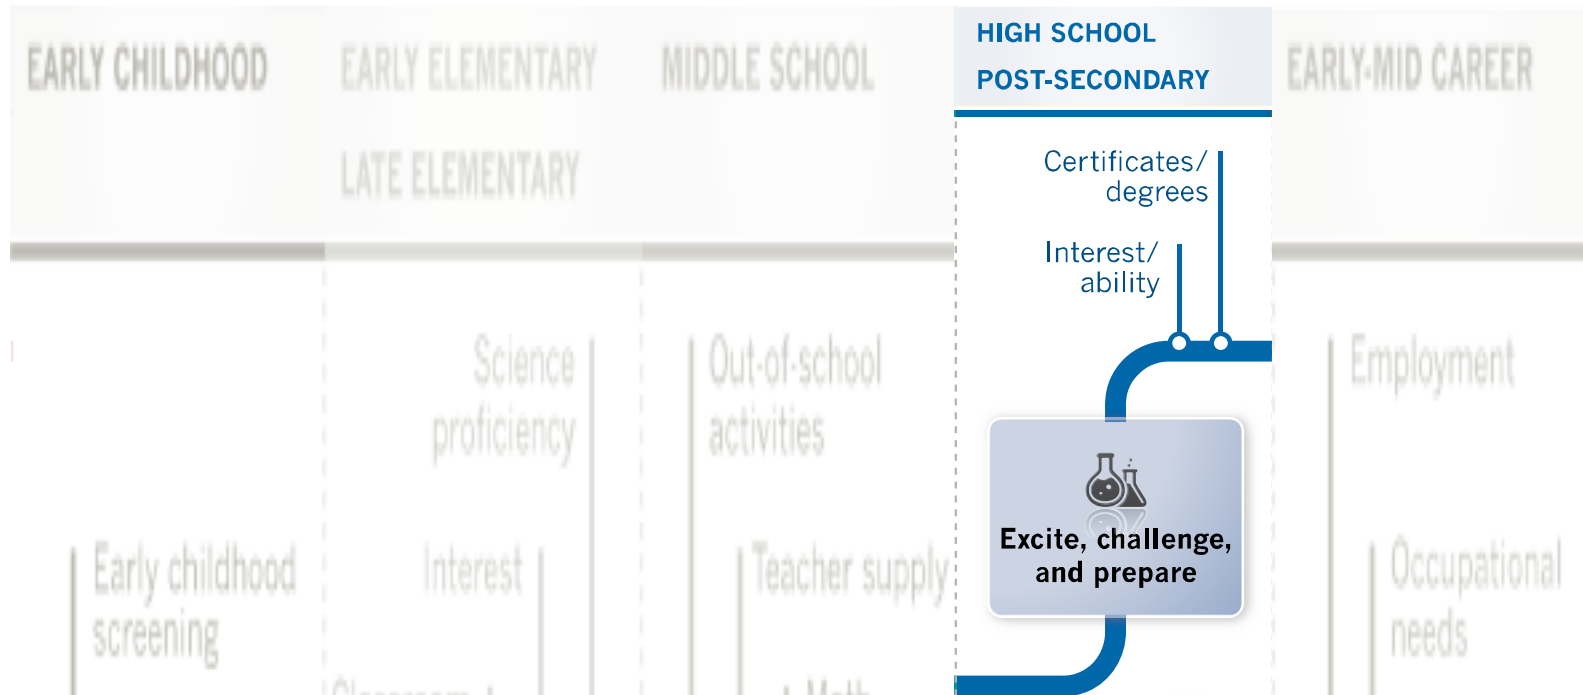 EARLY CHILDHOOD
EARLY ELEMENTARY
LATE ELEMENTARY
MIDDLE SCHOOL
HIGH SCHOOL
POST-SECONDARY
EARLY-MID CAREER
Early childhood
screening
Science
proficiency
Interest
Classroom
Out-of-school
activities
Teacher supply
Math
Certificates/
degrees
Interest/
ability
Excite, challenge,
and prepare
Employment
Occupational
needs